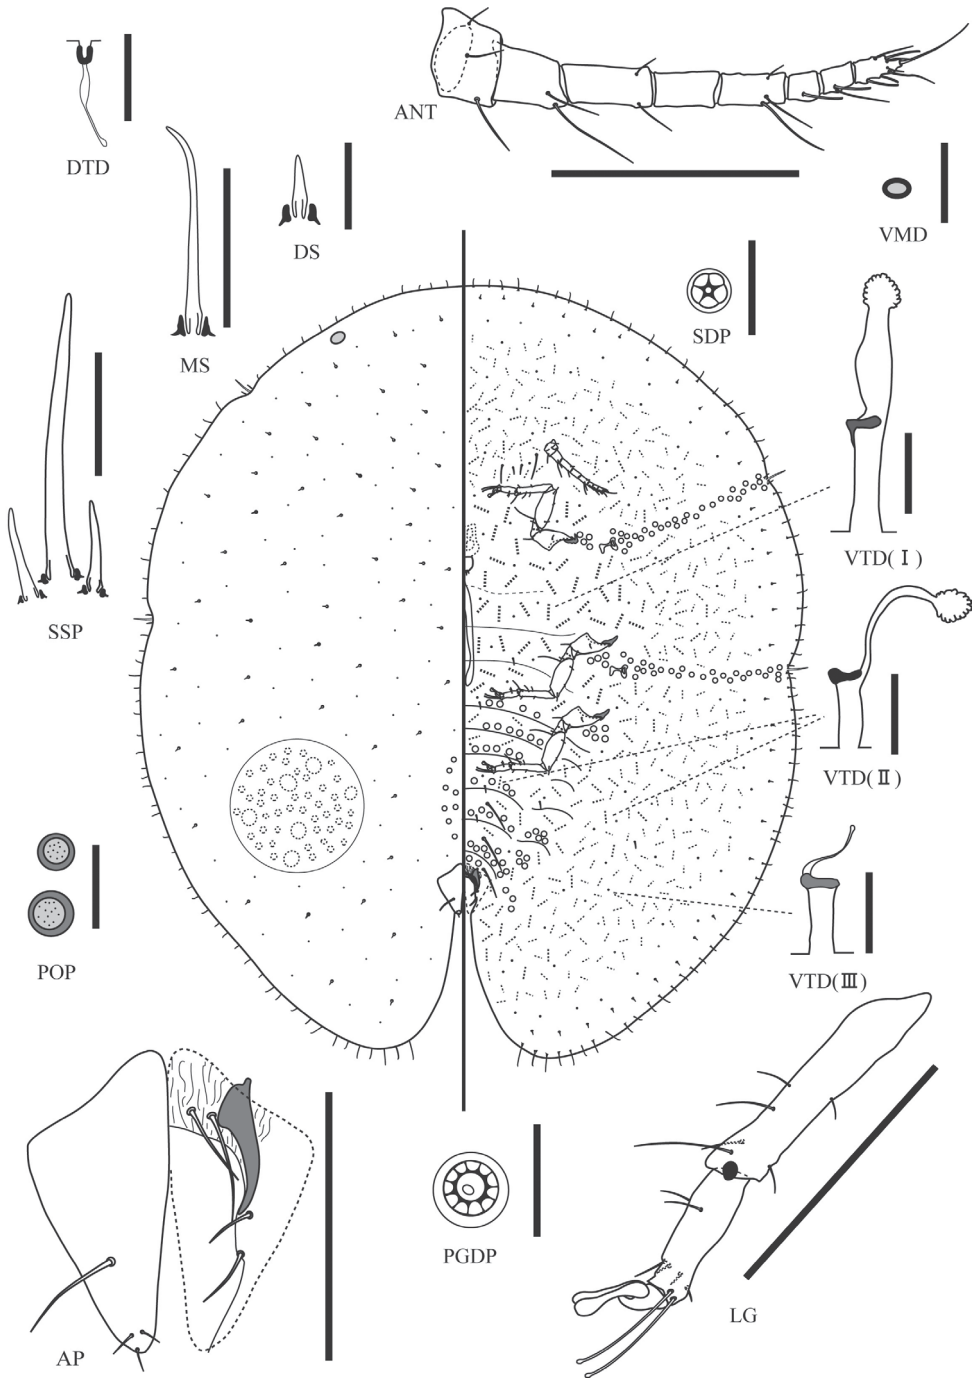 ANT
DTD
DS
VMD
SDP
MS
VTD(Ⅰ)
SSP
VTD(Ⅱ)
POP
VTD(Ⅲ)
PGDP
LG
AP